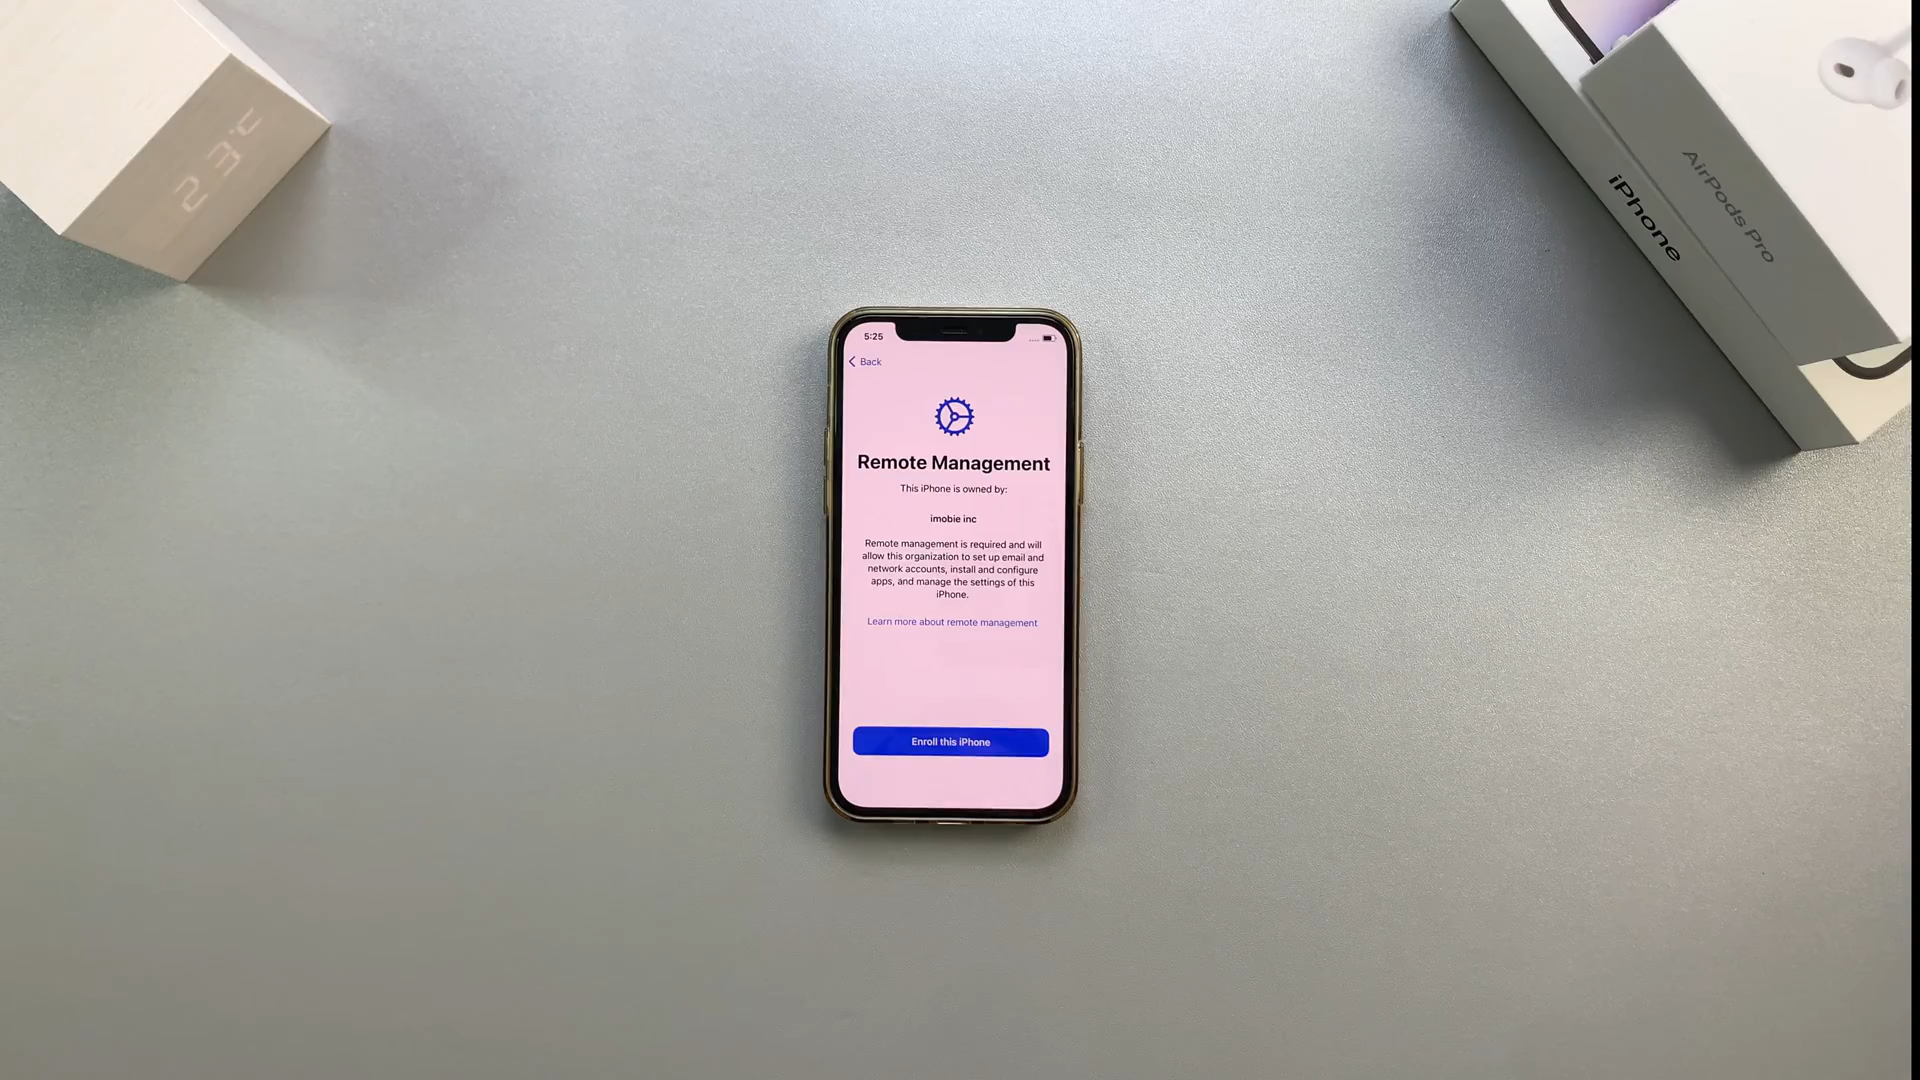 23:
AirPods Pro
iPhone
5:25
Back
Remote Management
This iPhone is owned by:
imobie inc
Remote management is required and will
allow this organization to set up email and
network accounts, install and configure
apps, and manage the settings of this
iPhone.
Learn more about remote management
Enroll this iPhone